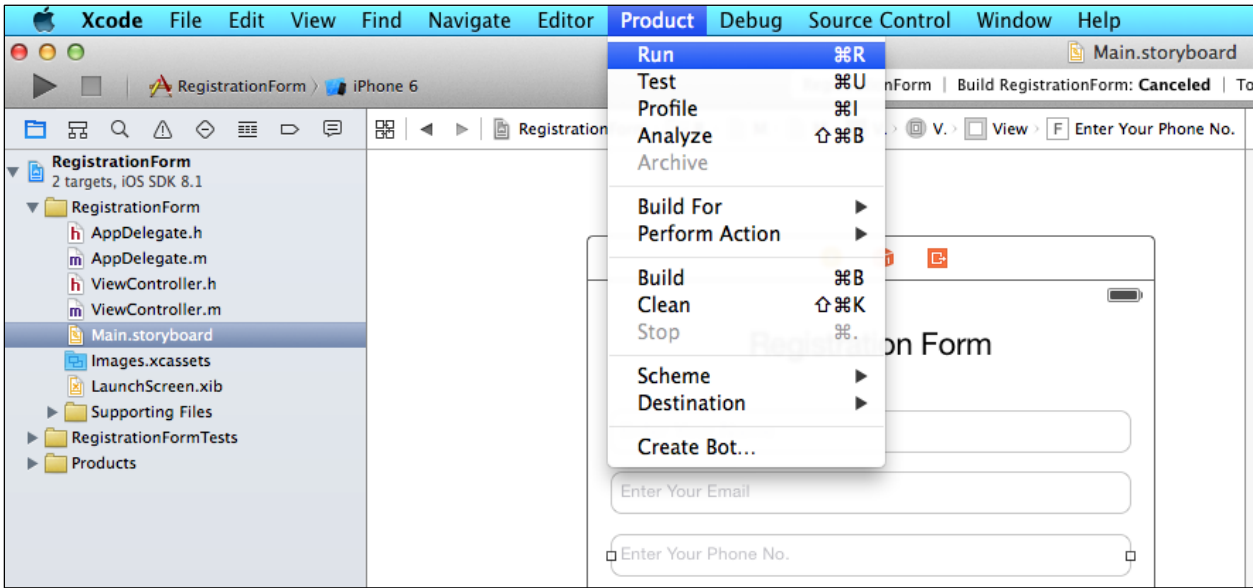 Xcode File Edit View Find Navigate Editor Product Debug Source Control Window Help
Main.storyboard
RegistrationForm iPhone 6
nForm | Build RegistrationForm: Canceled | To
Registration
V. View F Enter Your Phone No.
RegistrationForm
2 targets, iOS SDK 8.1
RegistrationForm
h AppDelegate.h
m AppDelegate.m
h ViewController.h
m ViewController.m
Main.storyboard
Images.xcassets
LaunchScreen.xib
Supporting Files
RegistrationFormTests
Products
Run ⌘R
Test ⌘U
Profile ⌘I
Analyze ⇧⌘B
Archive
Build For ▶
Perform Action ▶
Build ⌘B
Clean ⇧⌘K
Stop ⌘.
Scheme ▶
Destination ▶
Create Bot...
Registration Form
Enter Your Email
Enter Your Phone No.